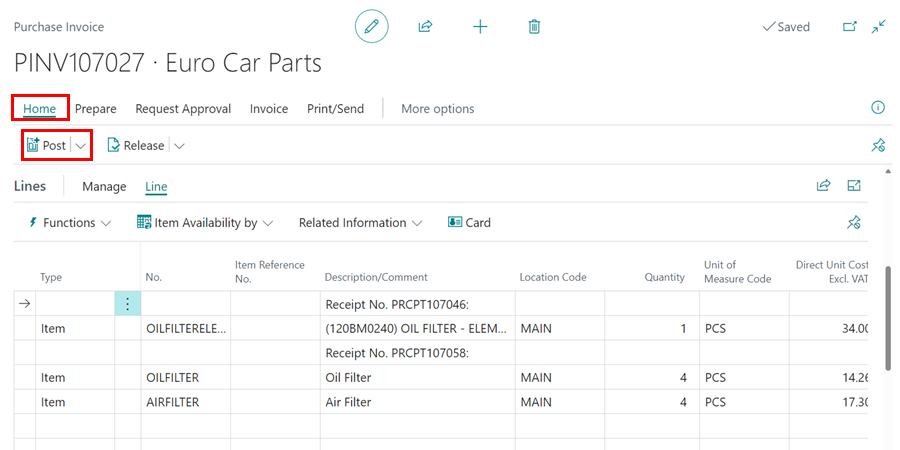 Purchase Invoice
Saved
PINV107027 · Euro Car Parts
Home Prepare Request Approval Invoice Print/Send More options
Post Release
Lines Manage Line
Functions Item Availability by Related Information Card
Type No. Item Reference No. Description/Comment Location Code Quantity Unit of Measure Code Direct Unit Cost Excl. VAT
Receipt No. PRCPT107046:
Item OILFILTERELE... (120BM0240) OIL FILTER - ELEM... MAIN 1 PCS 34.00
Receipt No. PRCPT107058:
Item OILFILTER Oil Filter MAIN 4 PCS 14.26
Item AIRFILTER Air Filter MAIN 4 PCS 17.30